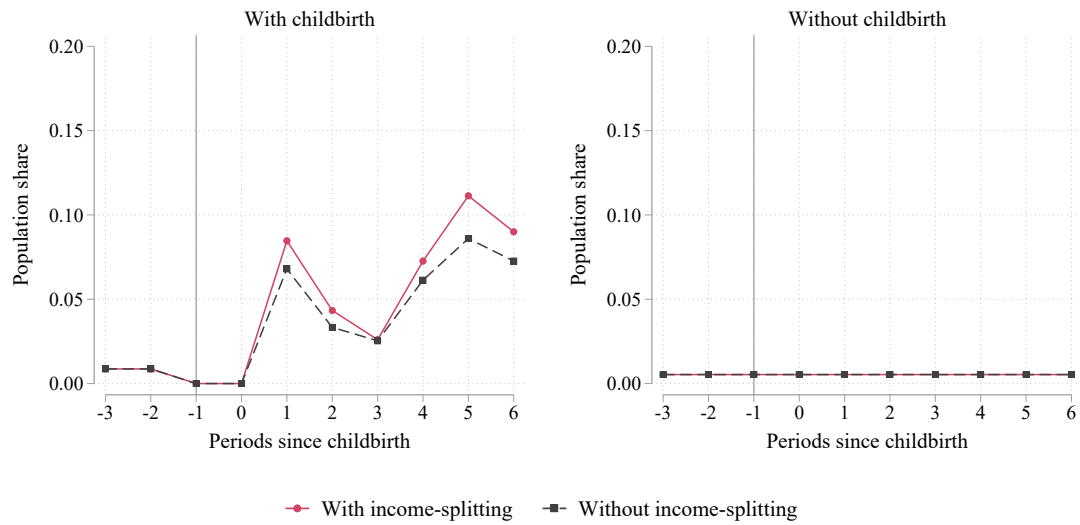 With childbirth
Population share
0.20
0.15
0.10
0.05
0.00
-3 -2 -1 0 1 2 3 4 5 6
Periods since childbirth
Without childbirth
Population share
0.20
0.15
0.10
0.05
0.00
-3 -2 -1 0 1 2 3 4 5 6
Periods since childbirth
With income-splitting Without income-splitting